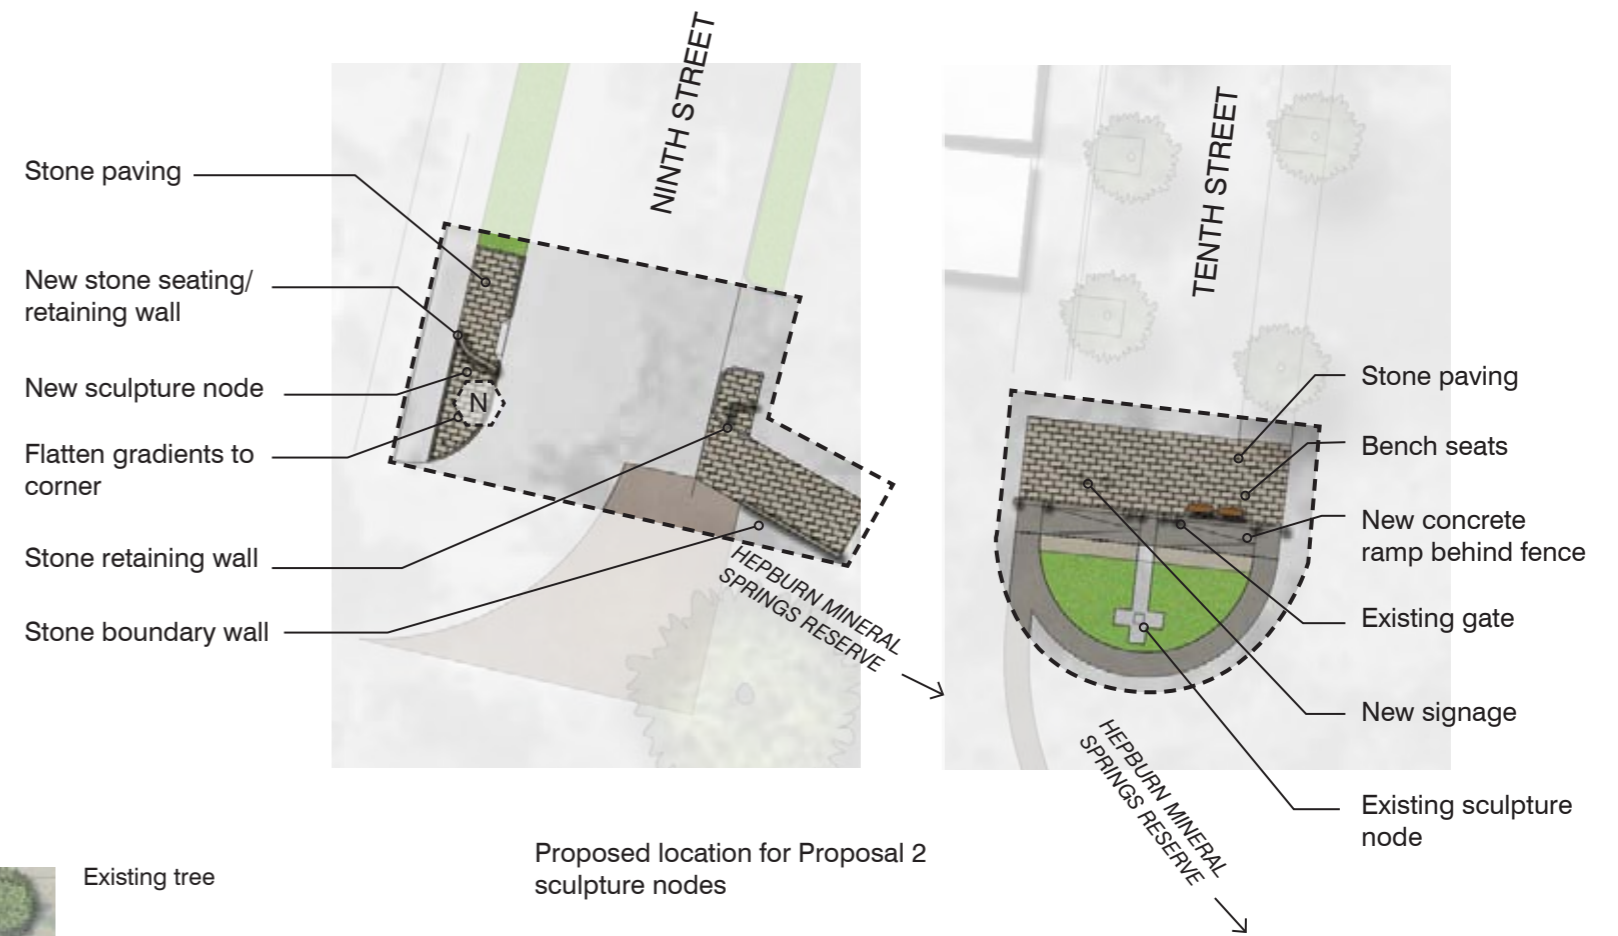 NINTH STREET
Stone paving
New stone seating/
retaining wall
New sculpture node
N
Flatten gradients to
corner
Stone retaining wall
Stone boundary wall
HEPBURN MINERAL
SPRINGS RESERVE
TENTH STREET
Stone paving
Bench seats
New concrete
ramp behind fence
Existing gate
New signage
Existing sculpture
node
HEPBURN MINERAL
SPRINGS RESERVE
Proposed location for Proposal 2
sculpture nodes
Existing tree